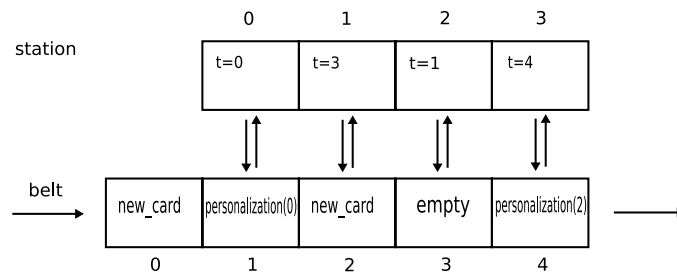 0 1 2 3
station
t=0 t=3 t=1 t=4
belt
new_card personalization(0) new_card empty personalization(2)
0 1 2 3 4